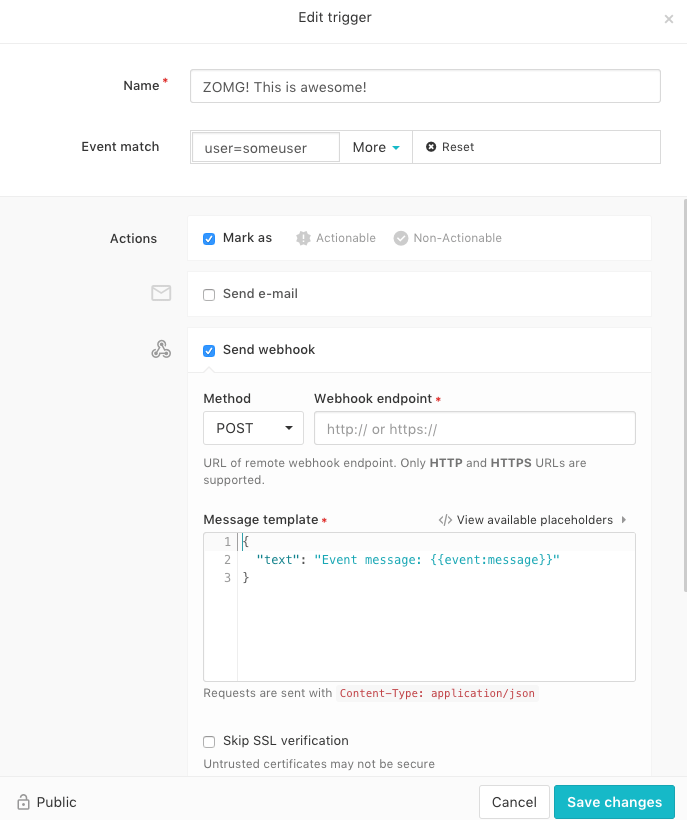 Edit trigger ×
Name * ZOMG! This is awesome!
Event match user=someuser More Reset
Actions Mark as Actionable Non-Actionable
Send e-mail
Send webhook
Method Webhook endpoint *
POST http:// or https://
URL of remote webhook endpoint. Only HTTP and HTTPS URLs are
supported.
Message template * </> View available placeholders
1 {
2 "text": "Event message: {{event:message}}"
3 }
Requests are sent with Content-Type: application/json
Skip SSL verification
Untrusted certificates may not be secure
Public Cancel Save changes